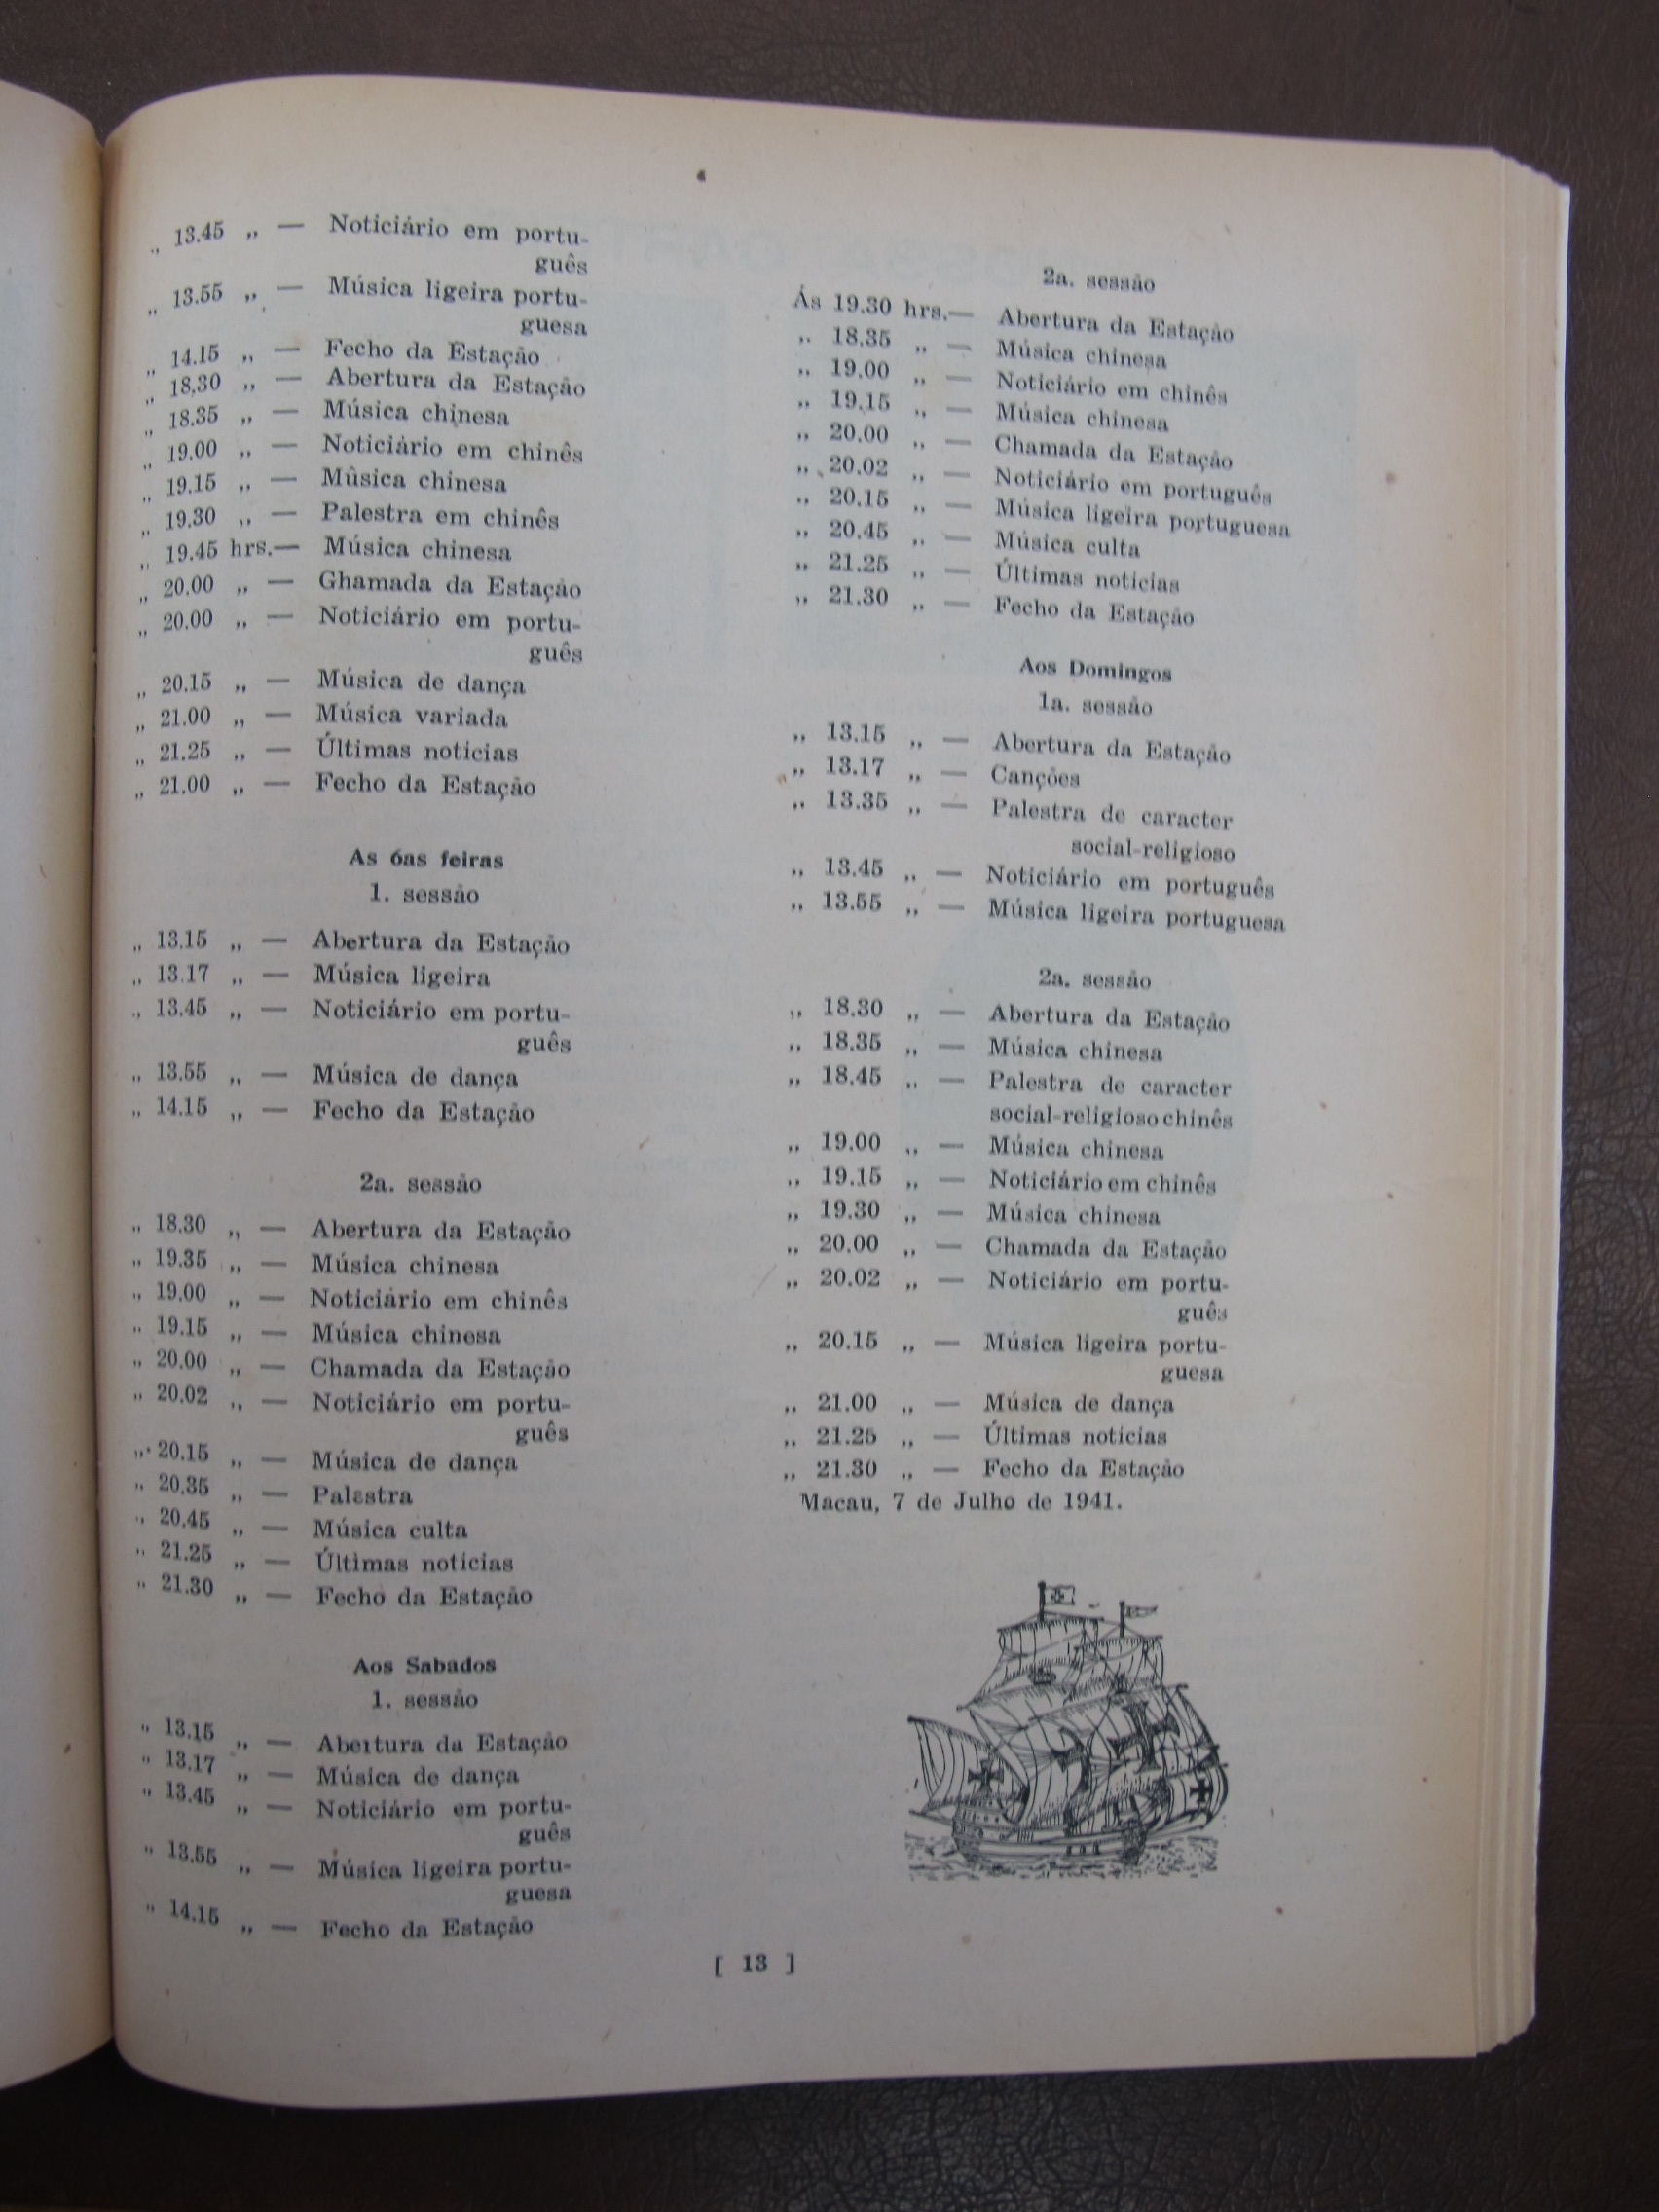 „ 13.45 „ — Noticiário em portu-
guês
„ 13.55 „ — Música ligeira portu-
guesa
„ 14.15 „ — Fecho da Estação
„ 18.30 „ — Abertura da Estação
„ 18.35 „ — Música chinesa
„ 19.00 „ — Noticiário em chinês
„ 19.15 „ — Mûsica chinesa
„ 19.30 „ — Palestra em chinês
„ 19.45 hrs.— Música chinesa
„ 20.00 „ — Ghamada da Estação
„ 20.00 „ — Noticiário em portu-
guês
„ 20.15 „ — Música de dança
„ 21.00 „ — Música variada
„ 21.25 „ — Últimas noticias
„ 21.00 „ — Fecho da Estação
As 6as feiras
1. sessão
„ 13.15 „ — Abertura da Estação
„ 13.17 „ — Música ligeira
„ 13.45 „ — Noticiário em portu-
guês
„ 13.55 „ — Música de dança
„ 14.15 „ — Fecho da Estação
2a. sessão
„ 18.30 „ — Abertura da Estação
„ 19.35 „ — Música chinesa
„ 19.00 „ — Noticiário em chinês
„ 19.15 „ — Música chinesa
„ 20.00 „ — Chamada da Estação
„ 20.02 „ — Noticiário em portu-
guês
„ 20.15 „ — Música de dança
„ 20.35 „ — Palestra
„ 20.45 „ — Música culta
„ 21.25 „ — Últimas noticias
„ 21.30 „ — Fecho da Estação
Aos Sabados
1. sessão
„ 13.15 „ — Abertura da Estação
„ 13.17 „ — Música de dança
„ 13.45 „ — Noticiário em portu-
guês
„ 13.55 „ — Música ligeira portu-
guesa
„ 14.15 „ — Fecho da Estação
2a. sessão
Ás 19.30 hrs.— Abertura da Estação
„ 18.35 „ — Música chinesa
„ 19.00 „ — Noticiário em chinês
„ 19.15 „ — Música chinesa
„ 20.00 „ — Chamada da Estação
„ 20.02 „ — Noticiário em português
„ 20.15 „ — Música ligeira portuguesa
„ 20.45 „ — Música culta
„ 21.25 „ — Últimas noticias
„ 21.30 „ — Fecho da Estação
Aos Domingos
1a. sessão
„ 13.15 „ — Abertura da Estação
„ 13.17 „ — Canções
„ 13.35 „ — Palestra de caracter
social-religioso
„ 13.45 „ — Noticiário em português
„ 13.55 „ — Música ligeira portuguesa
2a. sessão
„ 18.30 „ — Abertura da Estação
„ 18.35 „ — Música chinesa
„ 18.45 „ — Palestra de caracter
social-religioso chinês
„ 19.00 „ — Música chinesa
„ 19.15 „ — Noticiário em chinês
„ 19.30 „ — Música chinesa
„ 20.00 „ — Chamada da Estação
„ 20.02 „ — Noticiário em portu-
guês
„ 20.15 „ — Música ligeira portu-
guesa
„ 21.00 „ — Música de dança
„ 21.25 „ — Últimas noticias
„ 21.30 „ — Fecho da Estação
Macau, 7 de Julho de 1941.
[ 13 ]